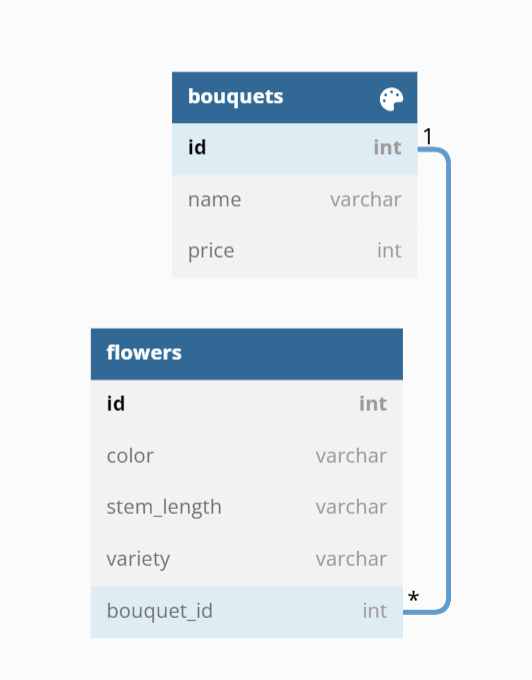 bouquets
id int
1
name varchar
price int
flowers
id int
color varchar
stem_length varchar
variety varchar
bouquet_id int
*